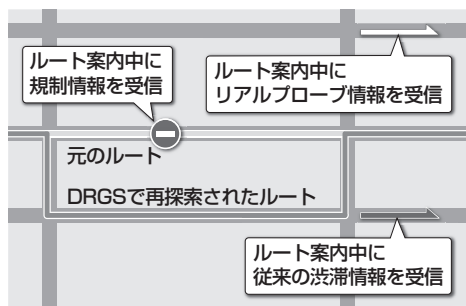 ルート案内中に
規制情報を受信
ルート案内中に
リアルプローブ情報を受信
元のルート
DRGSで再探索されたルート
ルート案内中に
従来の渋滞情報を受信